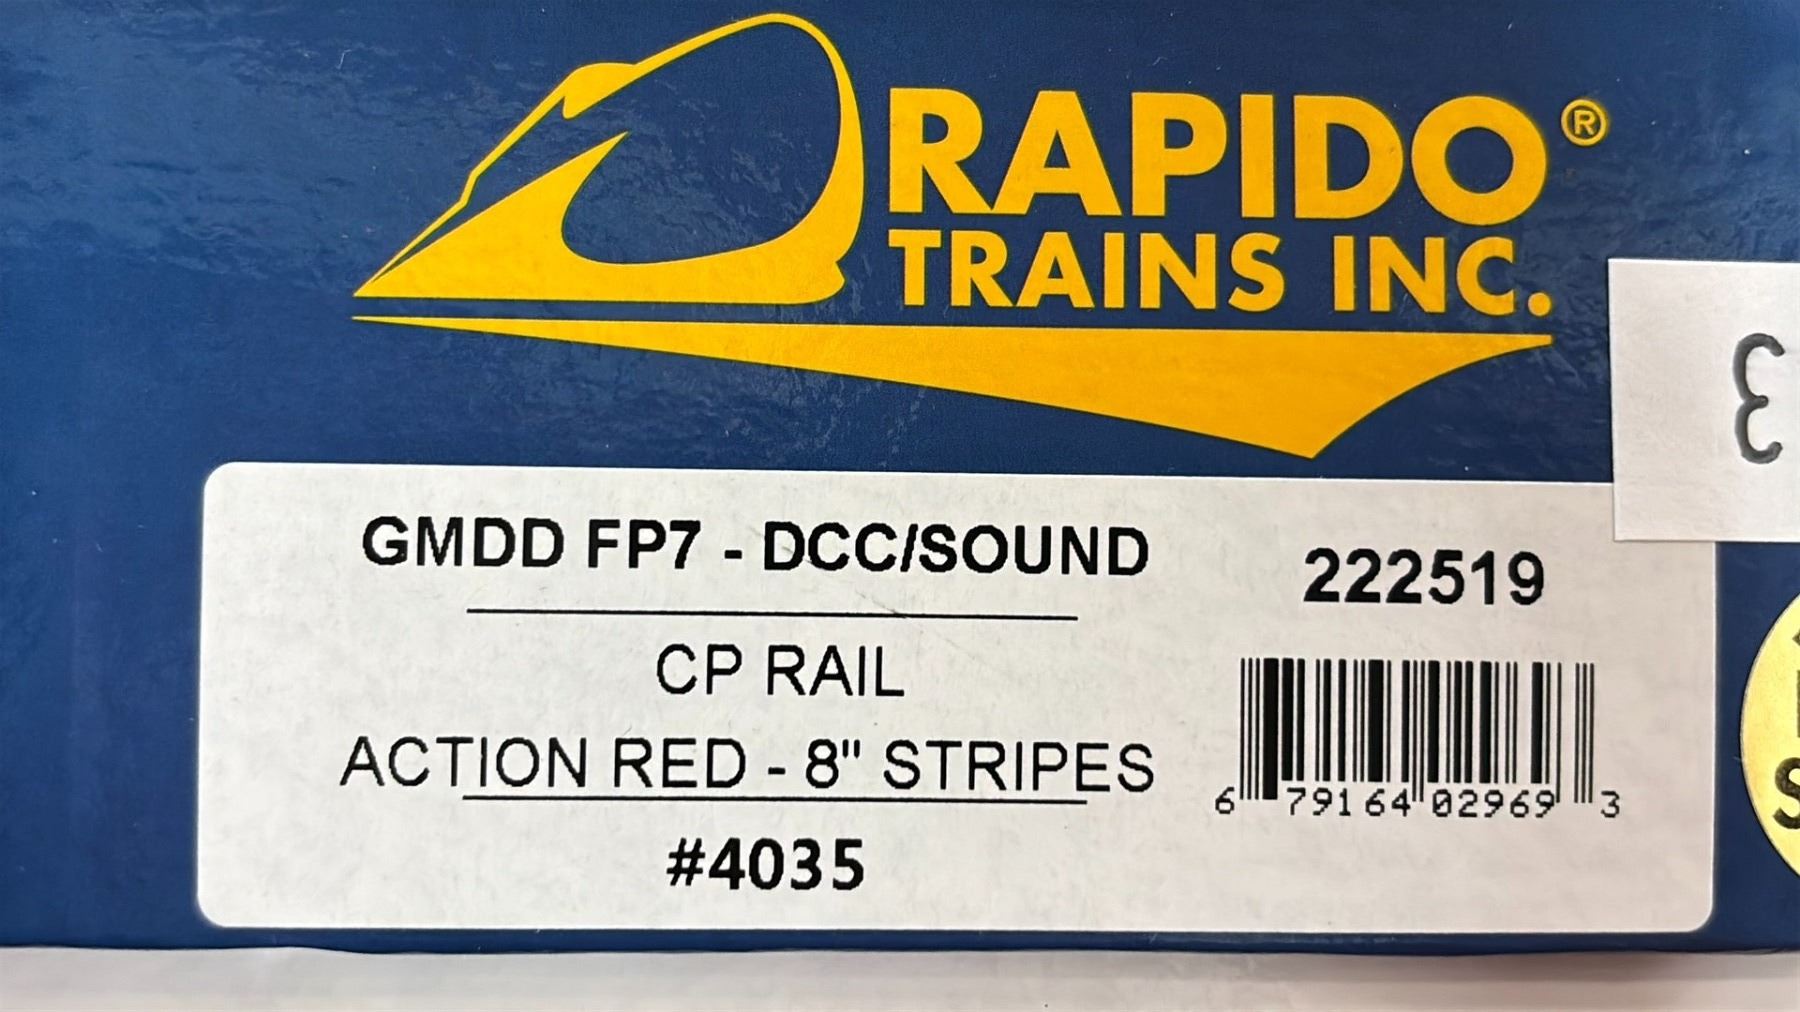 RAPIDO®
TRAINS INC.
GMDD FP7 - DCC/SOUND
222519
CP RAIL
ACTION RED - 8" STRIPES
6 79164 02969 3
#4035